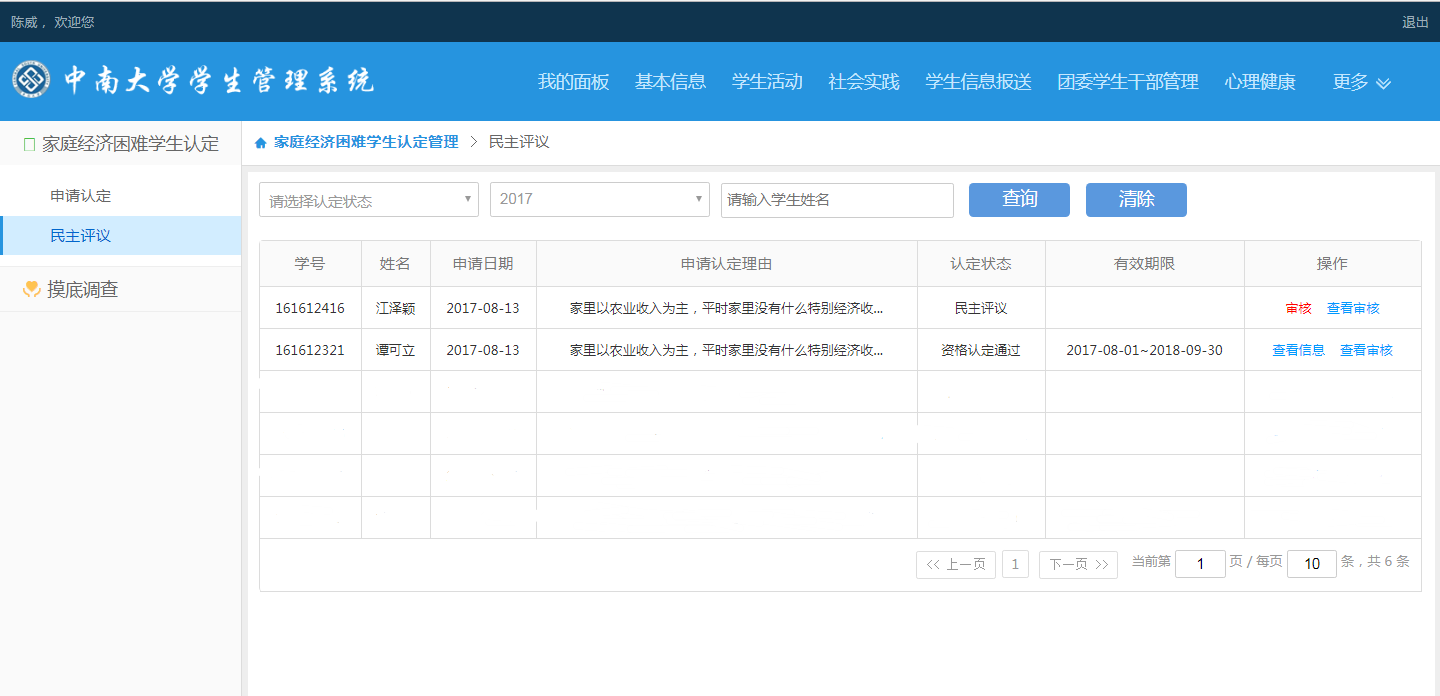 陈威 ， 欢迎您
退出
中南大学学生管理系统
我的面板 基本信息 学生活动 社会实践 学生信息报送 团委学生干部管理 心理健康 更多
家庭经济困难学生认定
申请认定
民主评议
摸底调查
家庭经济困难学生认定管理 > 民主评议
请选择认定状态 2017 请输入学生姓名 查询 清除
学号 姓名 申请日期 申请认定理由 认定状态 有效期限 操作
161612416 江泽颖 2017-08-13 家里以农业收入为主，平时家里没有什么特别经济收... 民主评议 审核 查看审核
161612321 谭可立 2017-08-13 家里以农业收入为主，平时家里没有什么特别经济收... 资格认定通过 2017-08-01~2018-09-30 查看信息 查看审核
<< 上一页 1 下一页 >> 当前第 1 页 / 每页 10 条，共 6 条